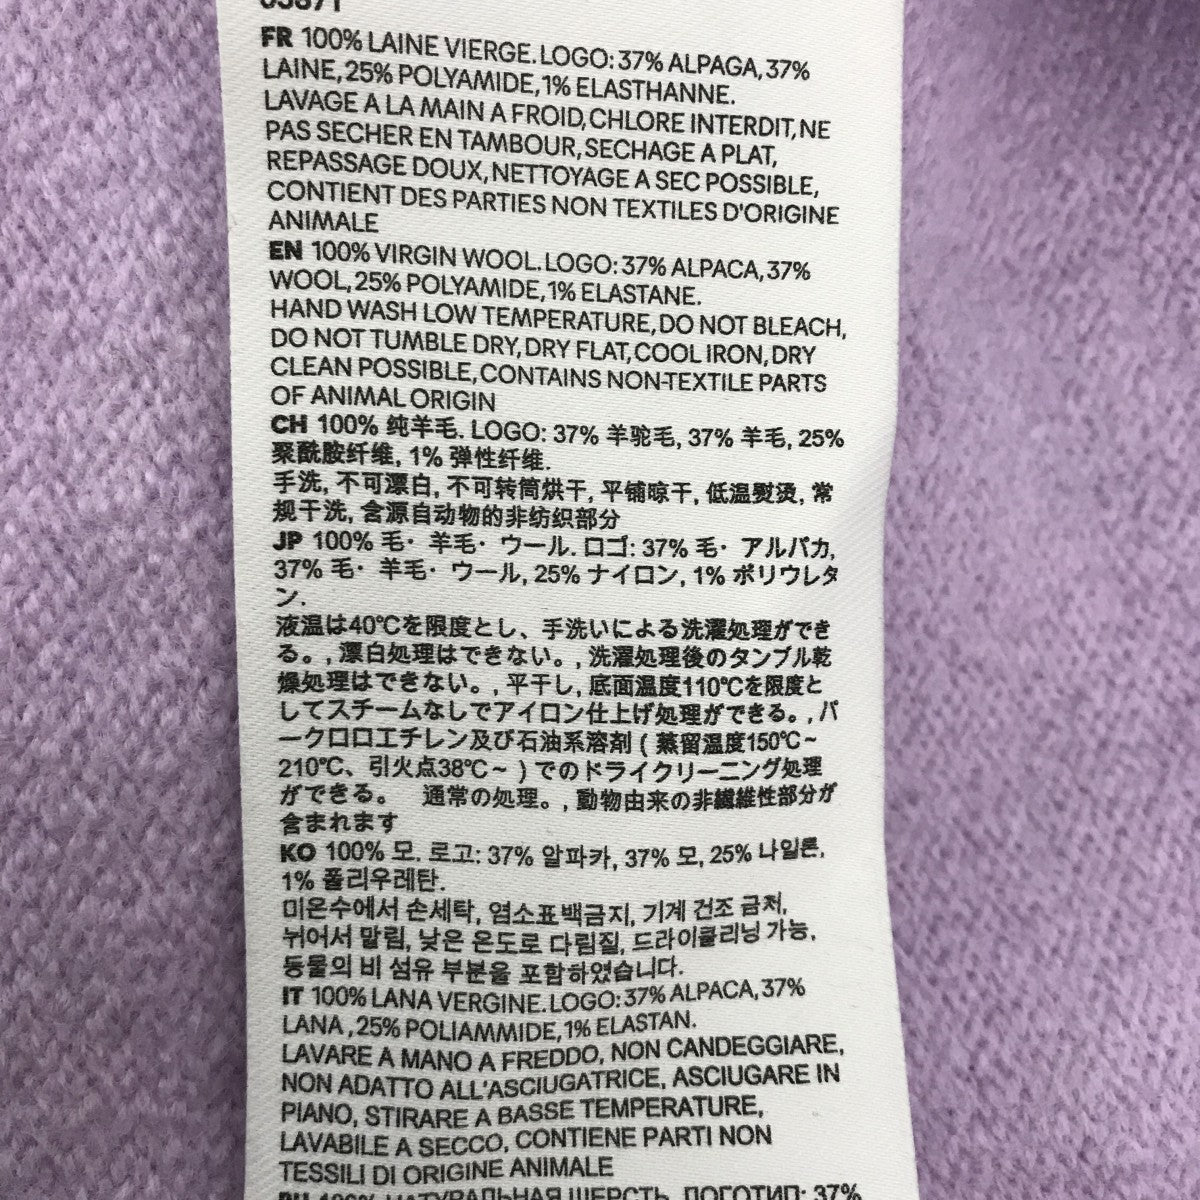 05871
FR 100% LAINE VIERGE. LOGO: 37% ALPAGA, 37%
LAINE, 25% POLYAMIDE, 1% ELASTHANNE.
LAVAGE A LA MAIN A FROID, CHLORE INTERDIT, NE
PAS SECHER EN TAMBOUR, SECHAGE A PLAT,
REPASSAGE DOUX, NETTOYAGE A SEC POSSIBLE,
CONTIENT DES PARTIES NON TEXTILES D'ORIGINE
ANIMALE
EN 100% VIRGIN WOOL. LOGO: 37% ALPACA, 37%
WOOL, 25% POLYAMIDE, 1% ELASTANE.
HAND WASH LOW TEMPERATURE, DO NOT BLEACH,
DO NOT TUMBLE DRY, DRY FLAT, COOL IRON, DRY
CLEAN POSSIBLE, CONTAINS NON-TEXTILE PARTS
OF ANIMAL ORIGIN
CH 100% 纯羊毛. LOGO: 37% 羊驼毛, 37% 羊毛, 25%
聚酰胺纤维, 1% 弹性纤维.
手洗, 不可漂白, 不可转筒烘干, 平铺晾干, 低温熨烫, 常
规干洗, 含源自动物的非纺织部分
JP 100% 毛・羊毛・ウール. ロゴ: 37% 毛・アルパカ,
37% 毛・羊毛・ウール, 25% ナイロン, 1% ポリウレタ
ン.
液温は40℃を限度とし、手洗いによる洗濯処理ができ
る。, 漂白処理はできない。, 洗濯処理後のタンブル乾
燥処理はできない。, 平干し, 底面温度110℃を限度と
してスチームなしでアイロン仕上げ処理ができる。, パ
ークロロエチレン及び石油系溶剤 ( 蒸留温度150℃~
210℃、引火点38℃~ ) でのドライクリーニング処理
ができる。　通常の処理。, 動物由来の非繊維性部分が
含まれます
KO 100% 모. 로고: 37% 알파카, 37% 모, 25% 나일론,
1% 폴리우레탄.
미온수에서 손세탁, 염소표백금지, 기계 건조 금처,
뉘어서 말림, 낮은 온도로 다림질, 드라이클리닝 가능,
동물의 비 섬유 부분을 포함하였습니다.
IT 100% LANA VERGINE. LOGO: 37% ALPACA, 37%
LANA , 25% POLIAMMIDE, 1% ELASTAN.
LAVARE A MANO A FREDDO, NON CANDEGGIARE,
NON ADATTO ALL'ASCIUGATRICE, ASCIUGARE IN
PIANO, STIRARE A BASSE TEMPERATURE,
LAVABILE A SECCO, CONTIENE PARTI NON
TESSILI DI ORIGINE ANIMALE
RU 100% НАТУРАЛЬНАЯ ШЕРСТЬ. ЛОГОТИП: 37%